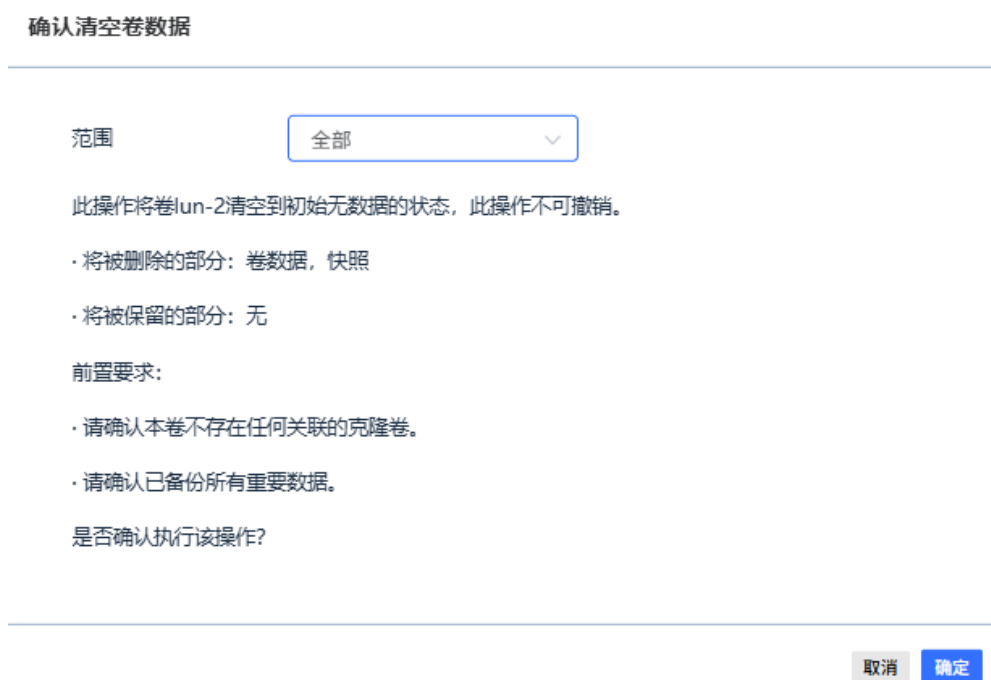 确认清空卷数据
范围 全部
此操作将卷lun-2清空到初始无数据的状态，此操作不可撤销。
· 将被删除的部分：卷数据，快照
· 将被保留的部分：无
前置要求：
· 请确认本卷不存在任何关联的克隆卷。
· 请确认已备份所有重要数据。
是否确认执行该操作？
取消 确定